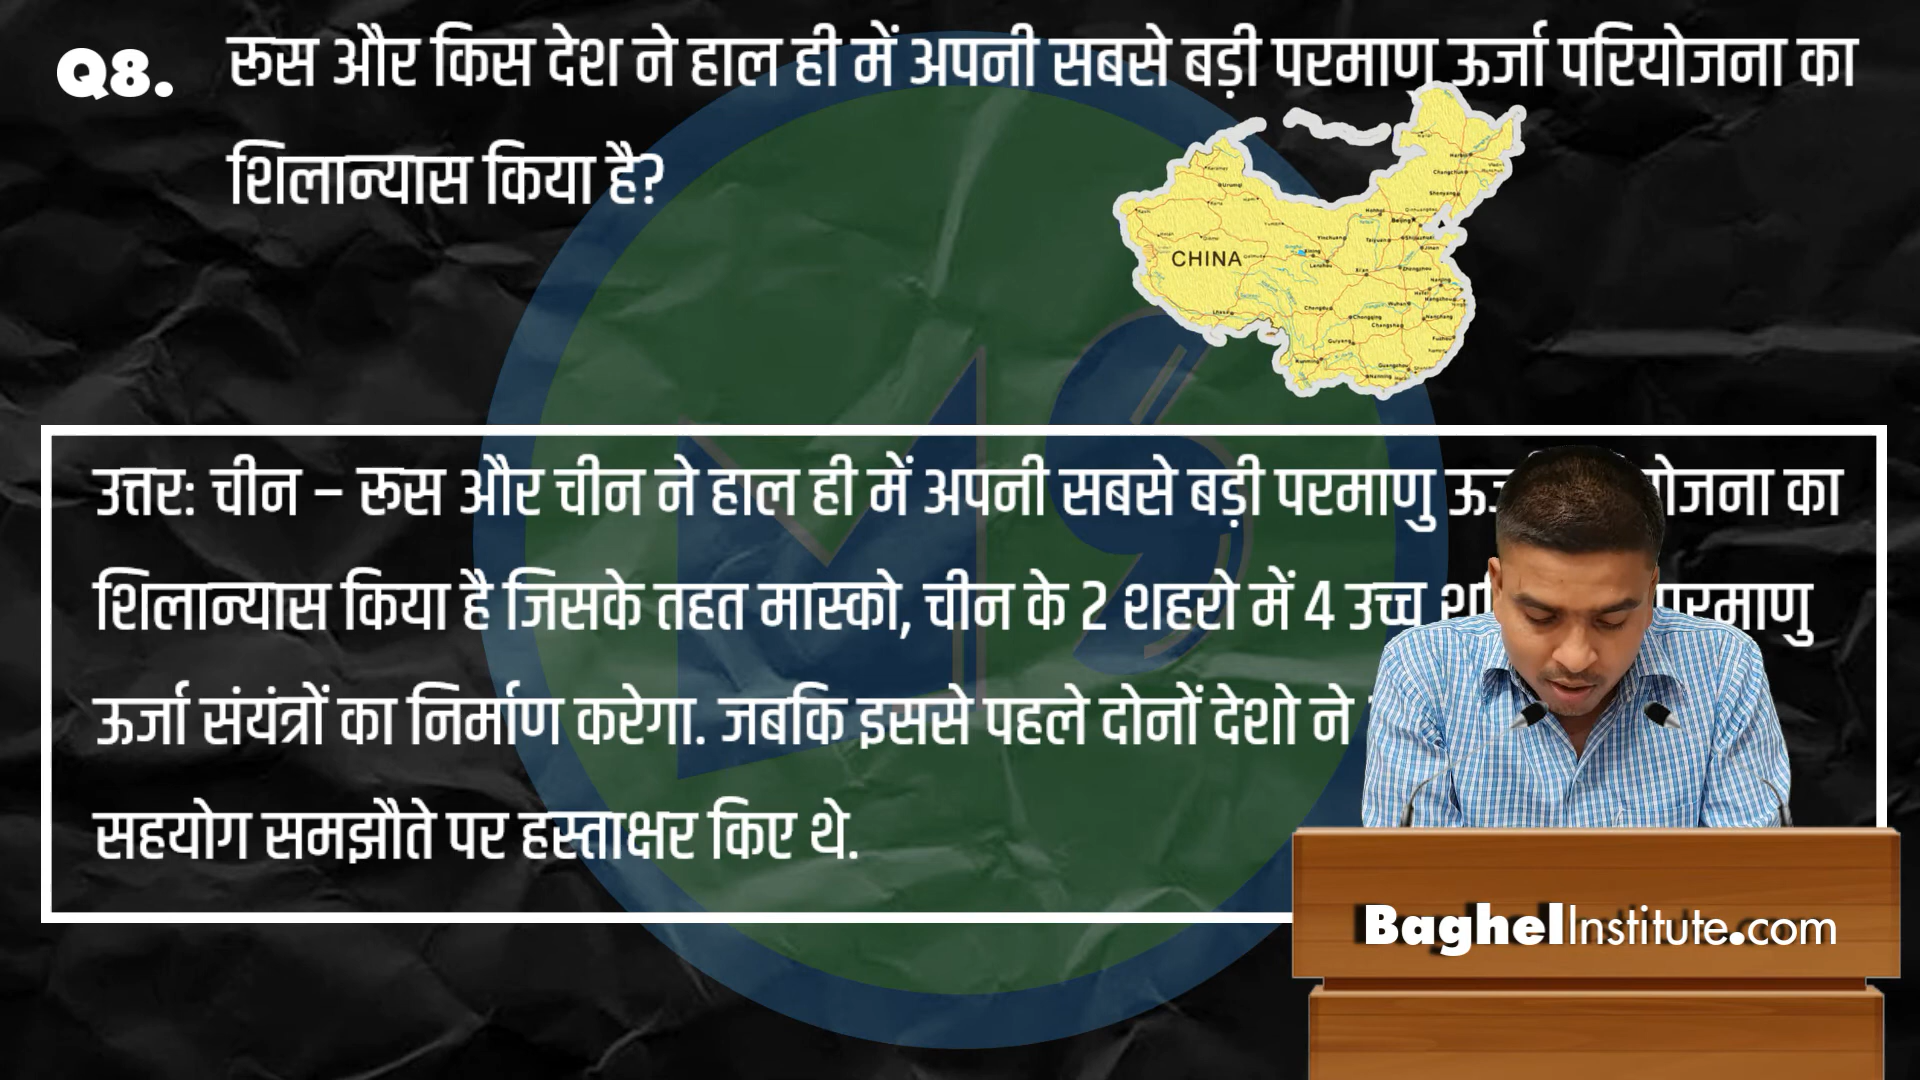 Q8. रूस और किस देश ने हाल ही में अपनी सबसे बड़ी परमाणु ऊर्जा परियोजना का
शिलान्यास किया है?
CHINA
उत्तर: चीन – रूस और चीन ने हाल ही में अपनी सबसे बड़ी परमाणु का
शिलान्यास किया है जिसके तहत मास्को, चीन के 2 शहरो में 4 उच्च परमाणु
ऊर्जा संयंत्रों का निर्माण करेगा. जबकि इससे पहले दोनों देशो ने
सहयोग समझौते पर हस्ताक्षर किए थे.
BaghelInstitute.com